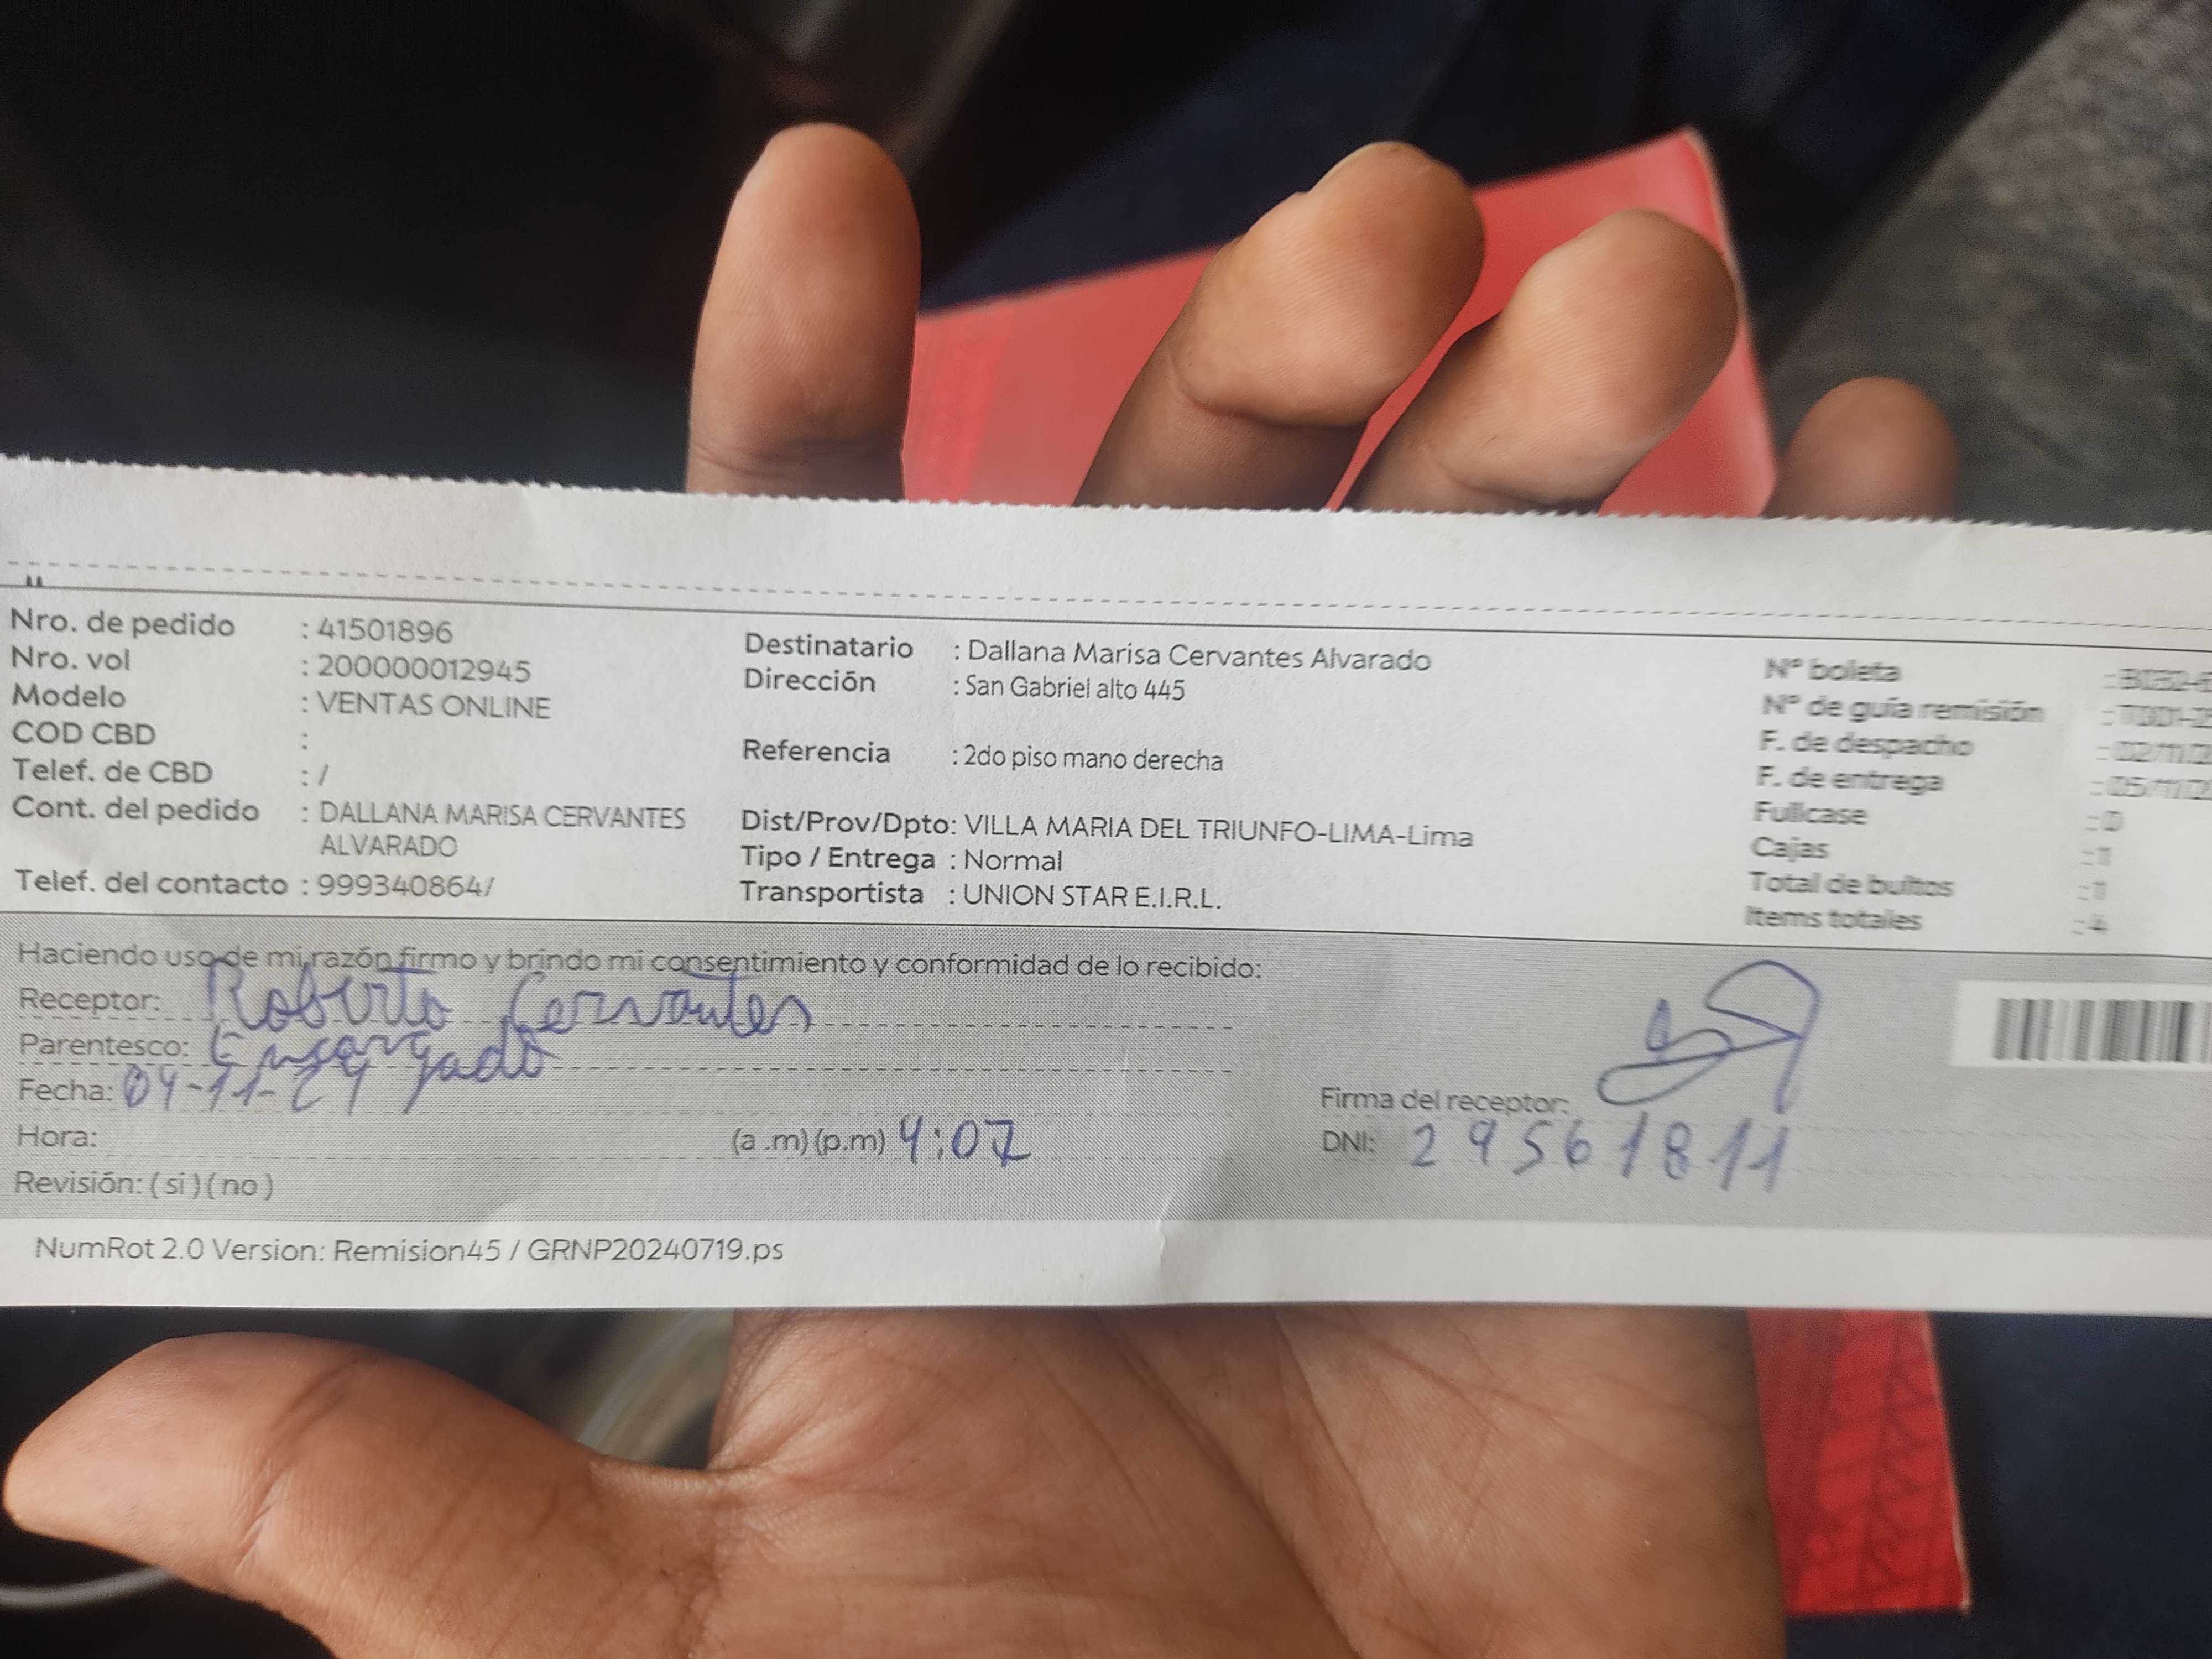 Nro. de pedido : 41501896
Nro. vol : 200000012945
Modelo : VENTAS ONLINE
COD CBD :
Telef. de CBD : /
Cont. del pedido : DALLANA MARISA CERVANTES
ALVARADO
Telef. del contacto : 999340864/
Destinatario : Dallana Marisa Cervantes Alvarado
Dirección : San Gabriel alto 445
Referencia : 2do piso mano derecha
Dist/Prov/Dpto: VILLA MARIA DEL TRIUNFO-LIMA-Lima
Tipo / Entrega : Normal
Transportista : UNION STAR E.I.R.L.
N° boleta
N° de guía remisión
F. de despacho
F. de entrega
Fullcase : 0
Cajas : 1
Total de bultos : 1
Items totales : 4
Haciendo uso de mi razón firmo y brindo mi consentimiento y conformidad de lo recibido:
Receptor: Roberto Cervantes
Parentesco: Encargado
Fecha: 04-11-24
Hora: (a .m) (p.m) 4:07
Revisión: ( si ) ( no )
Firma del receptor:
DNI: 29561811
NumRot 2.0 Version: Remision45 / GRNP20240719.ps